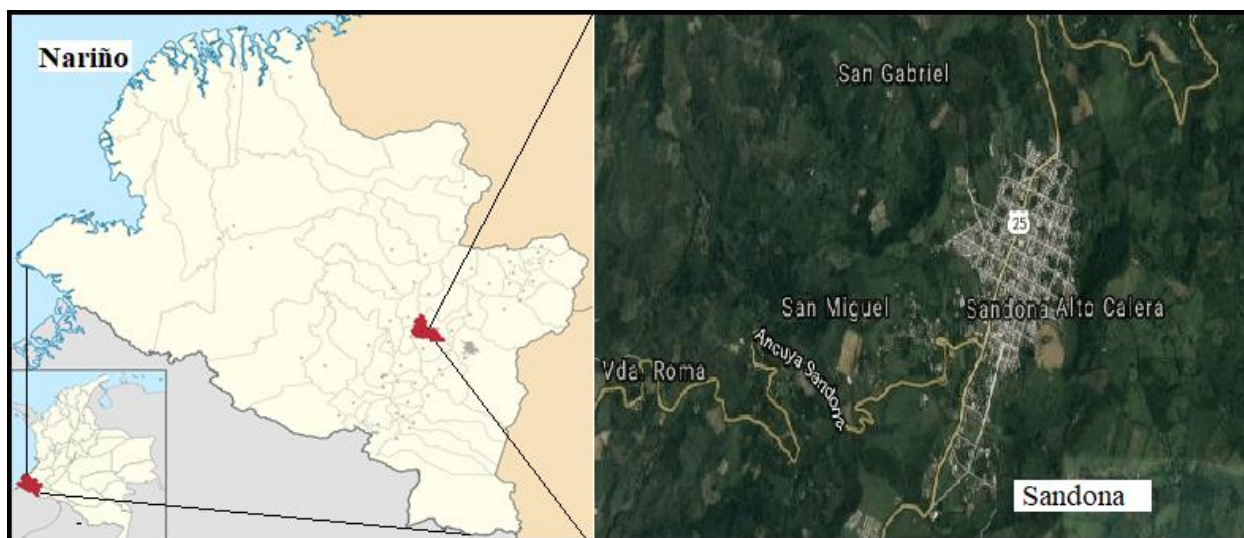 Nariño
San Gabriel
25
San Miguel
Sandona Alto Calera
Ancuya Sandona
Vda. Roma
Sandona